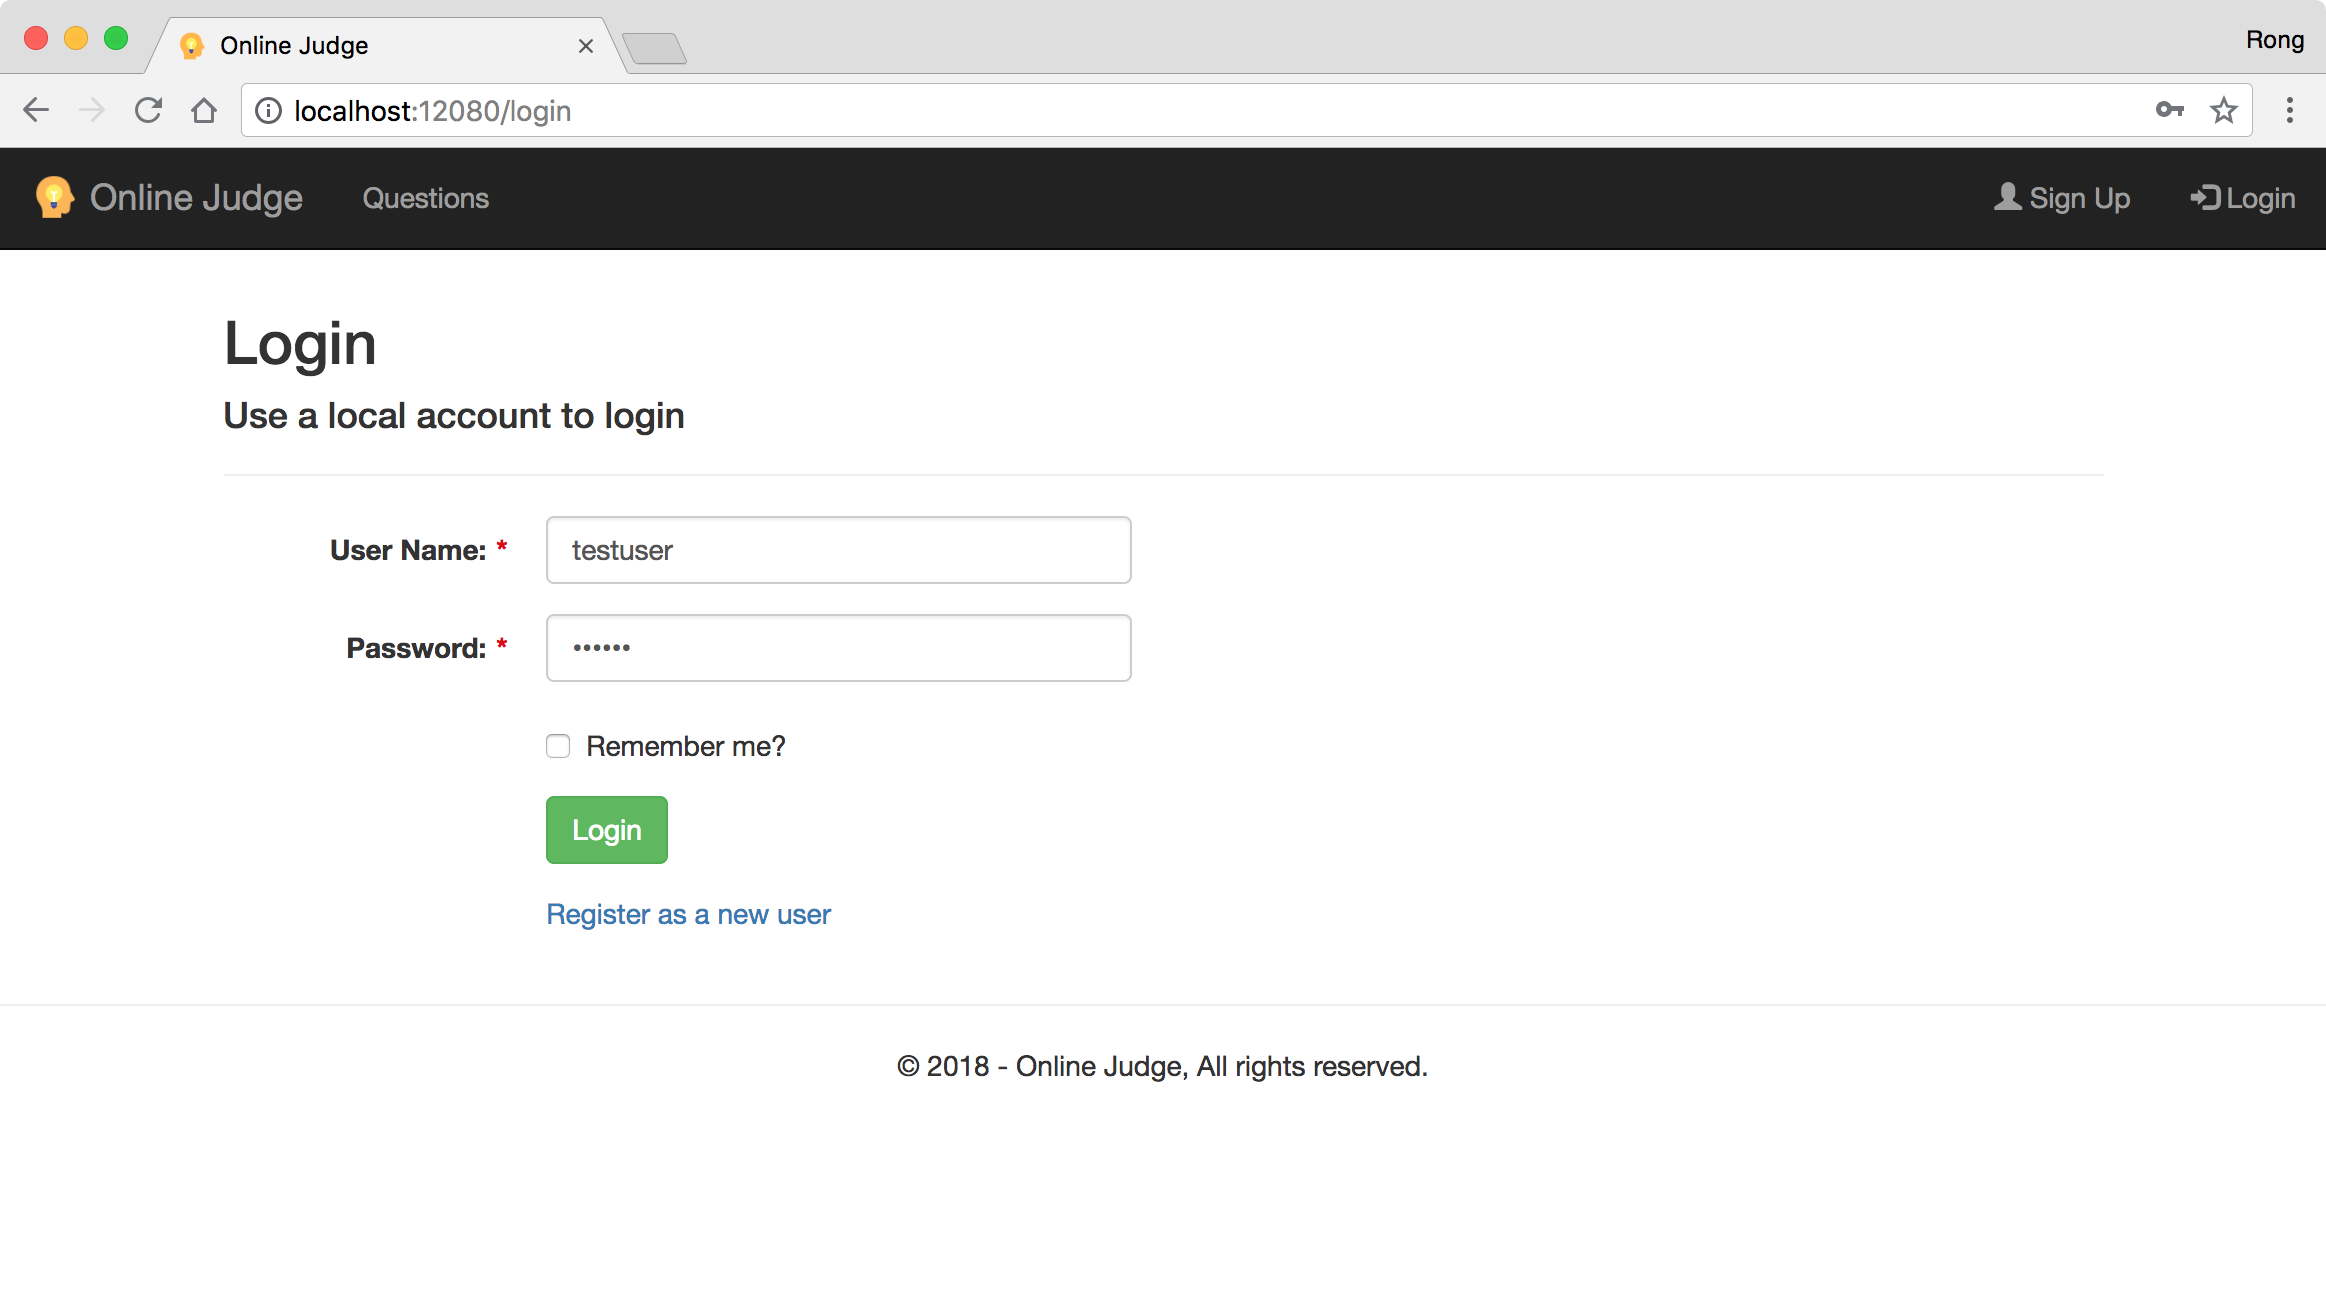 Online Judge
Rong
localhost:12080/login
Online Judge Questions Sign Up Login
Login
Use a local account to login
User Name: * testuser
Password: * ••••••
Remember me?
Login
Register as a new user
© 2018 - Online Judge, All rights reserved.